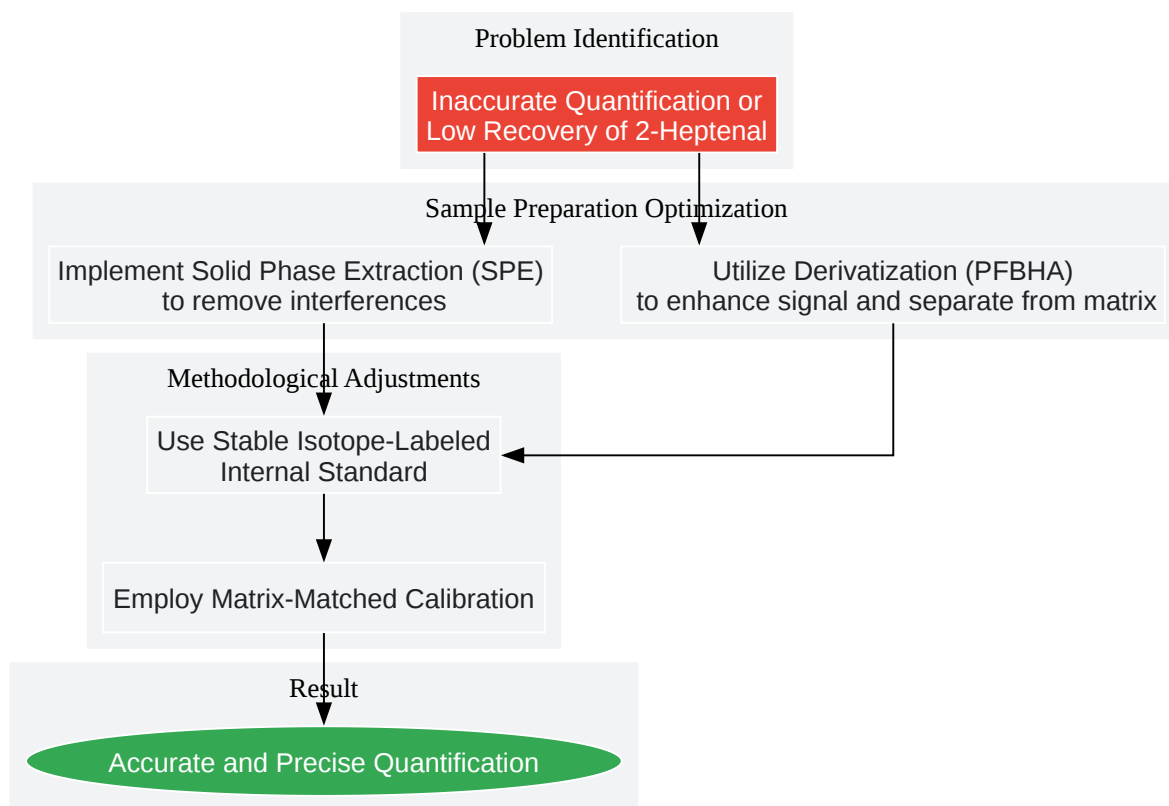 Problem Identification
Inaccurate Quantification or
Low Recovery of 2-Heptenal
Sample Preparation Optimization
Implement Solid Phase Extraction (SPE)
to remove interferences
Utilize Derivatization (PFBHA)
to enhance signal and separate from matrix
Methodological Adjustments
Use Stable Isotope-Labeled
Internal Standard
Employ Matrix-Matched Calibration
Result
Accurate and Precise Quantification